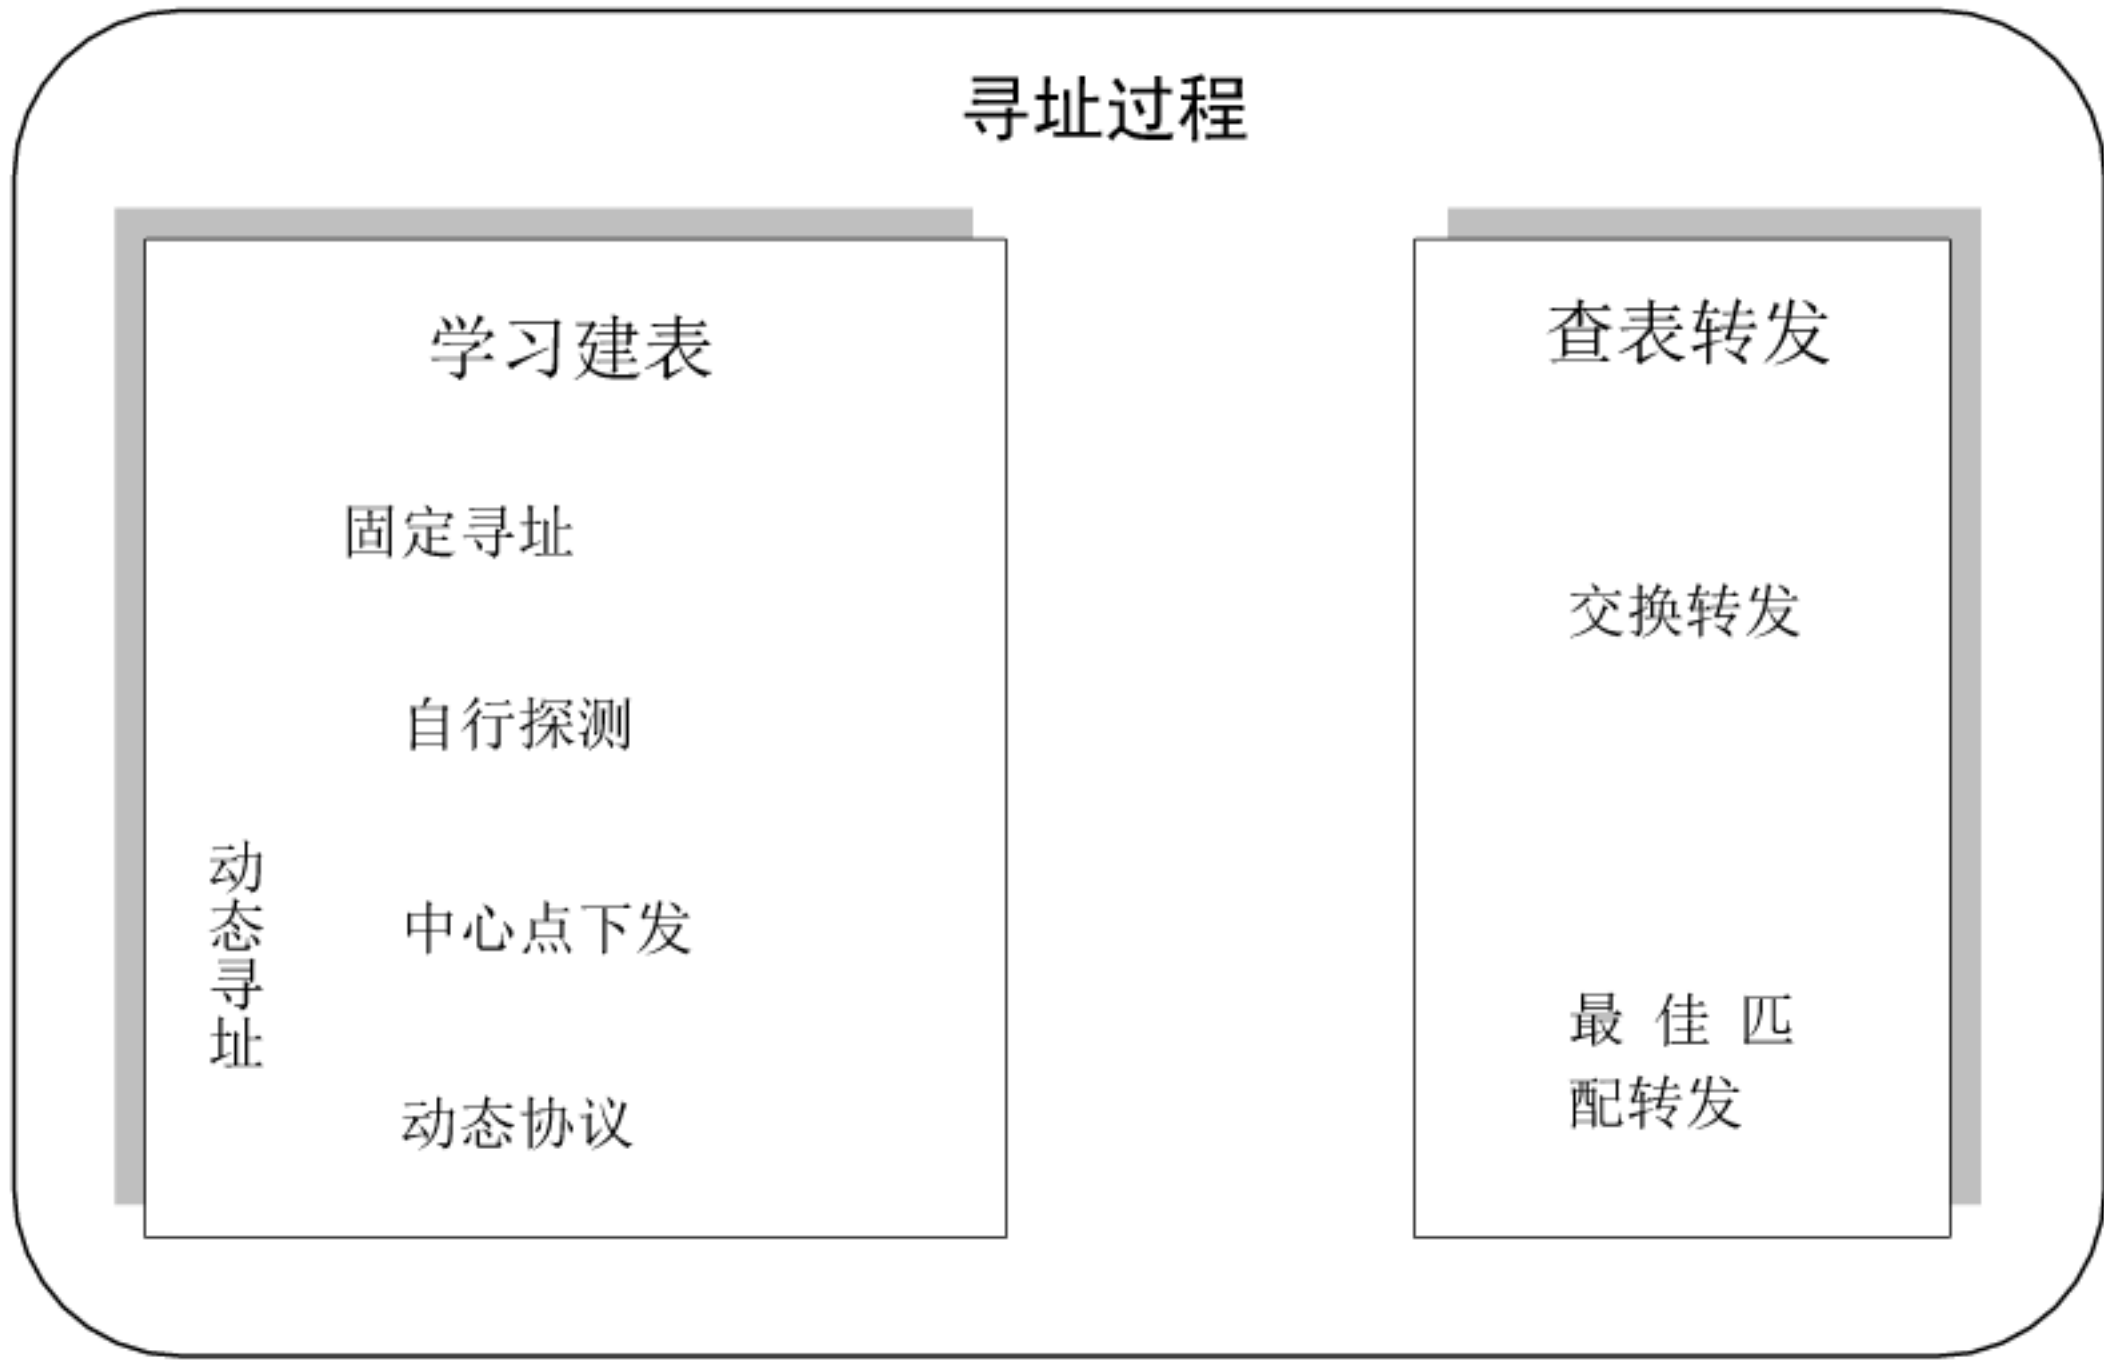 寻址过程
学习建表
固定寻址
自行探测
动态寻址
中心点下发
动态协议
查表转发
交换转发
最 佳 匹
配转发